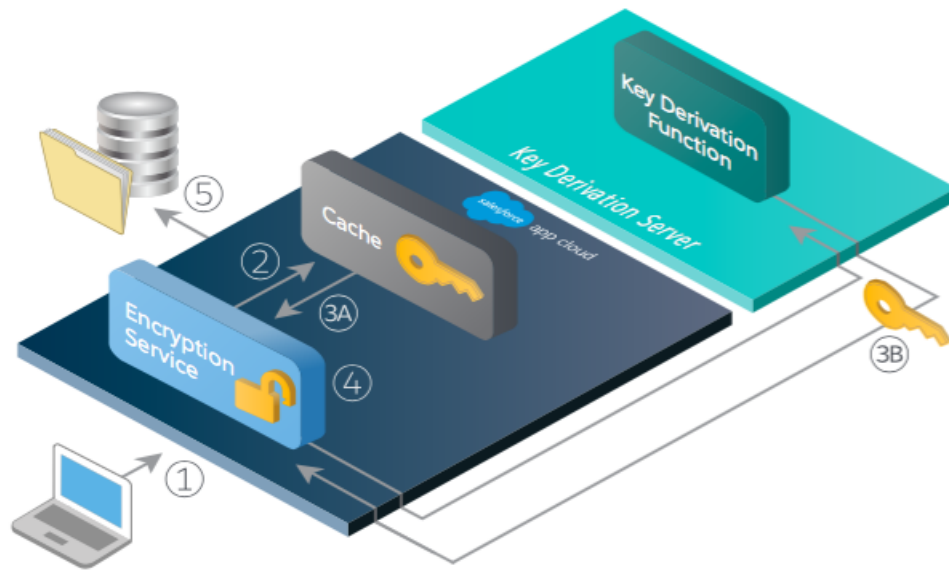 Key Derivation
Function
Key Derivation Server
salesforce
app cloud
Cache
5
2
3A
3B
Encryption
Service
4
1